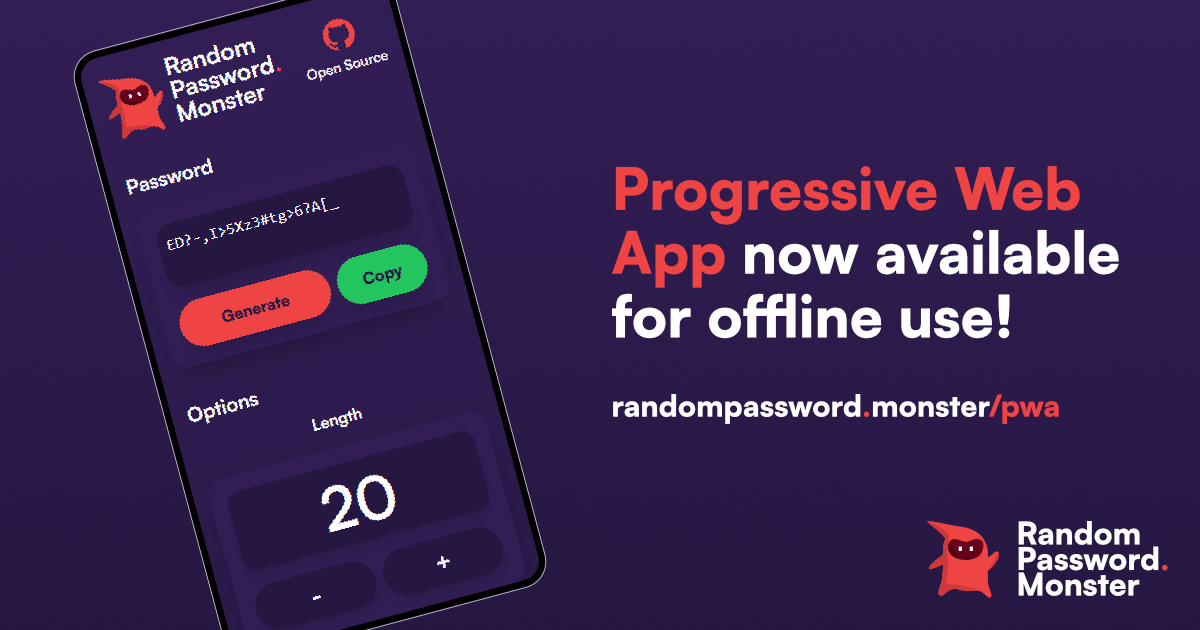 Random
Password.
Monster
Open Source
Password
ED?~,I>5Xz3#tg>6?A[_
Generate
Copy
Options
Length
20
-
+
Progressive Web
App now available
for offline use!
randompassword.monster/pwa
Random
Password.
Monster